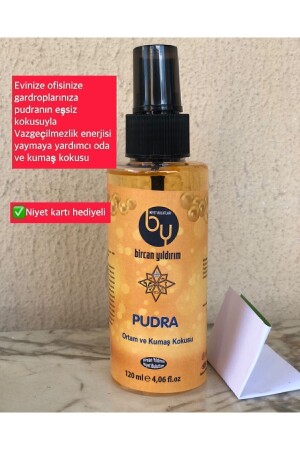 Evinize ofisinize
gardroplarınıza
pudranın eşsiz
kokusuyla
Vazgeçilmezlik enerjisi
yaymaya yardımcı oda
ve kumaş kokusu
✅Niyet kartı hediyeli
by
bircan yıldırım
PUDRA
Ortam ve Kumaş Kokusu
120 ml e 4,06 fl.oz